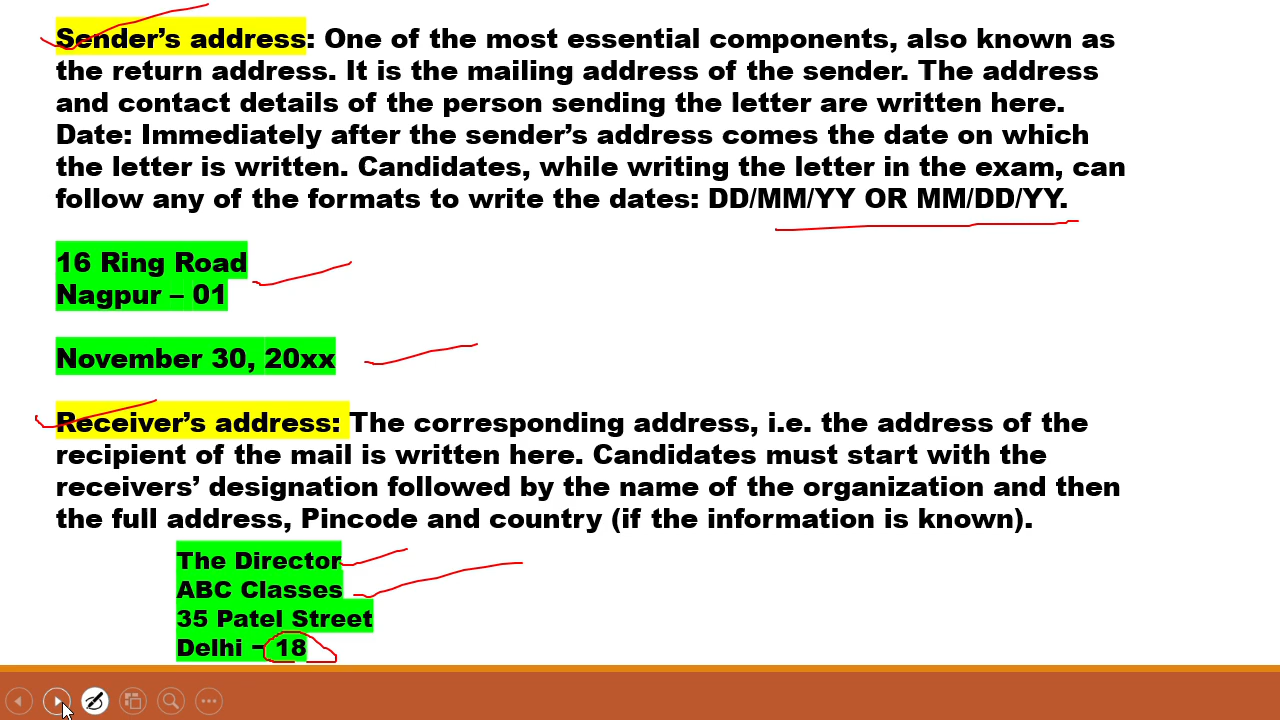 Sender’s address: One of the most essential components, also known as
the return address. It is the mailing address of the sender. The address
and contact details of the person sending the letter are written here.
Date: Immediately after the sender’s address comes the date on which
the letter is written. Candidates, while writing the letter in the exam, can
follow any of the formats to write the dates: DD/MM/YY OR MM/DD/YY.
16 Ring Road
Nagpur – 01
November 30, 20xx
Receiver’s address: The corresponding address, i.e. the address of the
recipient of the mail is written here. Candidates must start with the
receivers’ designation followed by the name of the organization and then
the full address, Pincode and country (if the information is known).
The Director
ABC Classes
35 Patel Street
Delhi – 18